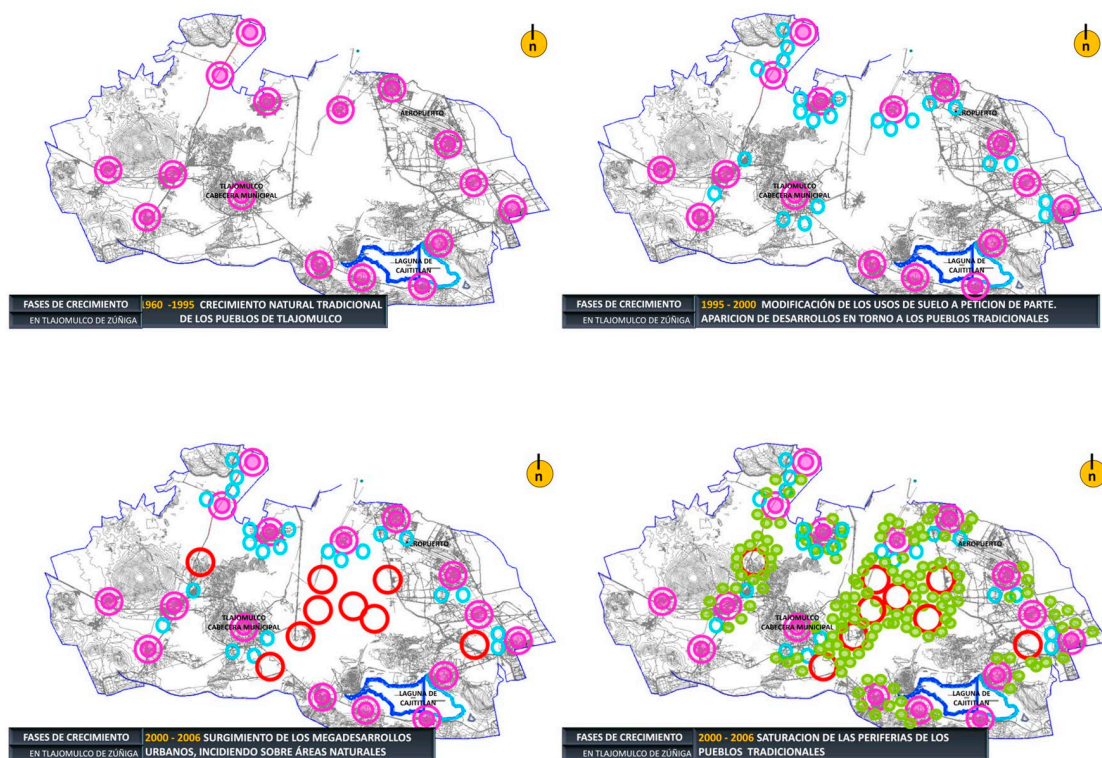 n
AEROPUERTO
TLAJOMULCO
CABECERA MUNICIPAL
LAGUNA DE
CAJITITLAN
FASES DE CRECIMIENTO
EN TLAJOMULCO DE ZÚÑIGA
1960 -1995 CRECIMIENTO NATURAL TRADICIONAL
DE LOS PUEBLOS DE TLAJOMULCO
n
AEROPUERTO
TLAJOMULCO
CABECERA MUNICIPAL
LAGUNA DE
CAJITITLAN
FASES DE CRECIMIENTO
EN TLAJOMULCO DE ZÚÑIGA
1995 - 2000 MODIFICACIÓN DE LOS USOS DE SUELO A PETICION DE PARTE.
APARICION DE DESARROLLOS EN TORNO A LOS PUEBLOS TRADICIONALES
n
AEROPUERTO
TLAJOMULCO
CABECERA MUNICIPAL
LAGUNA DE
CAJITITLAN
FASES DE CRECIMIENTO
EN TLAJOMULCO DE ZÚÑIGA
2000 - 2006 SURGIMIENTO DE LOS MEGADESARROLLOS
URBANOS, INCIDIENDO SOBRE ÁREAS NATURALES
n
AEROPUERTO
TLAJOMULCO
CABECERA MUNICIPAL
LAGUNA DE
CAJITITLAN
FASES DE CRECIMIENTO
EN TLAJOMULCO DE ZÚÑIGA
2000 - 2006 SATURACION DE LAS PERIFERIAS DE LOS
PUEBLOS TRADICIONALES